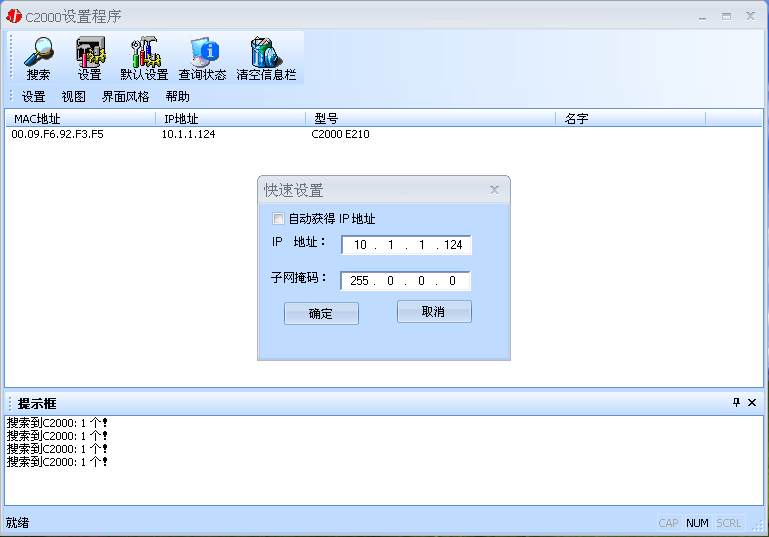 C2000设置程序
搜索 设置 默认设置 查询状态 清空信息栏
设置 视图 界面风格 帮助
MAC地址 IP地址 型号 名字
00.09.F6.92.F3.F5 10.1.1.124 C2000 E210
快速设置
自动获得 IP 地址
IP 地址： 10 . 1 . 1 . 124
子网掩码： 255 . 0 . 0 . 0
确定 取消
提示框
搜索到C2000: 1 个!
搜索到C2000: 1 个!
搜索到C2000: 1 个!
搜索到C2000: 1 个!
就绪 CAP NUM SCRL